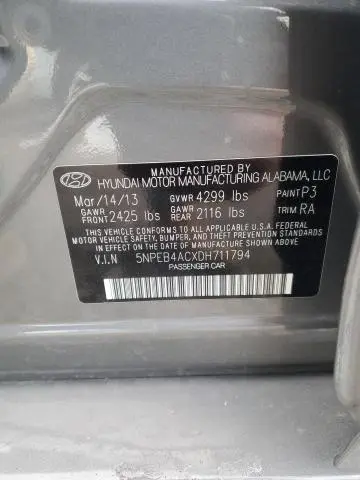 MANUFACTURED BY
HYUNDAI MOTOR MANUFACTURING ALABAMA, LLC
Mar/14/13 GVWR 4299 lbs PAINT P3
GAWR FRONT 2425 lbs GAWR REAR 2116 lbs TRIM RA
THIS VEHICLE CONFORMS TO ALL APPLICABLE U.S.A. FEDERAL
MOTOR VEHICLE SAFETY, BUMPER, AND THEFT PREVENTION
STANDARDS IN EFFECT ON THE DATE OF MANUFACTURE SHOWN ABOVE.
V.I.N 5NPEB4ACXDH711794
PASSENGER CAR